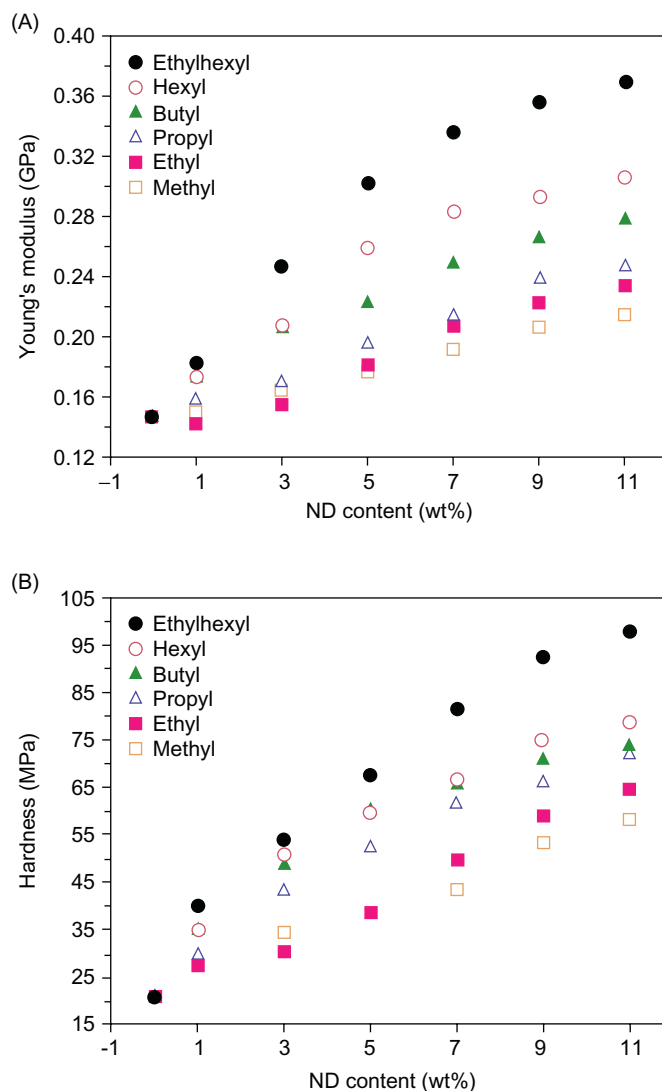 (A)
0.40
0.36
0.32
0.28
0.24
0.20
0.16
0.12
Young's modulus (GPa)
Ethylhexyl
Hexyl
Butyl
Propyl
Ethyl
Methyl
–1 1 3 5 7 9 11
ND content (wt%)
(B)
105
95
85
75
65
55
45
35
25
15
Hardness (MPa)
Ethylhexyl
Hexyl
Butyl
Propyl
Ethyl
Methyl
-1 1 3 5 7 9 11
ND content (wt%)